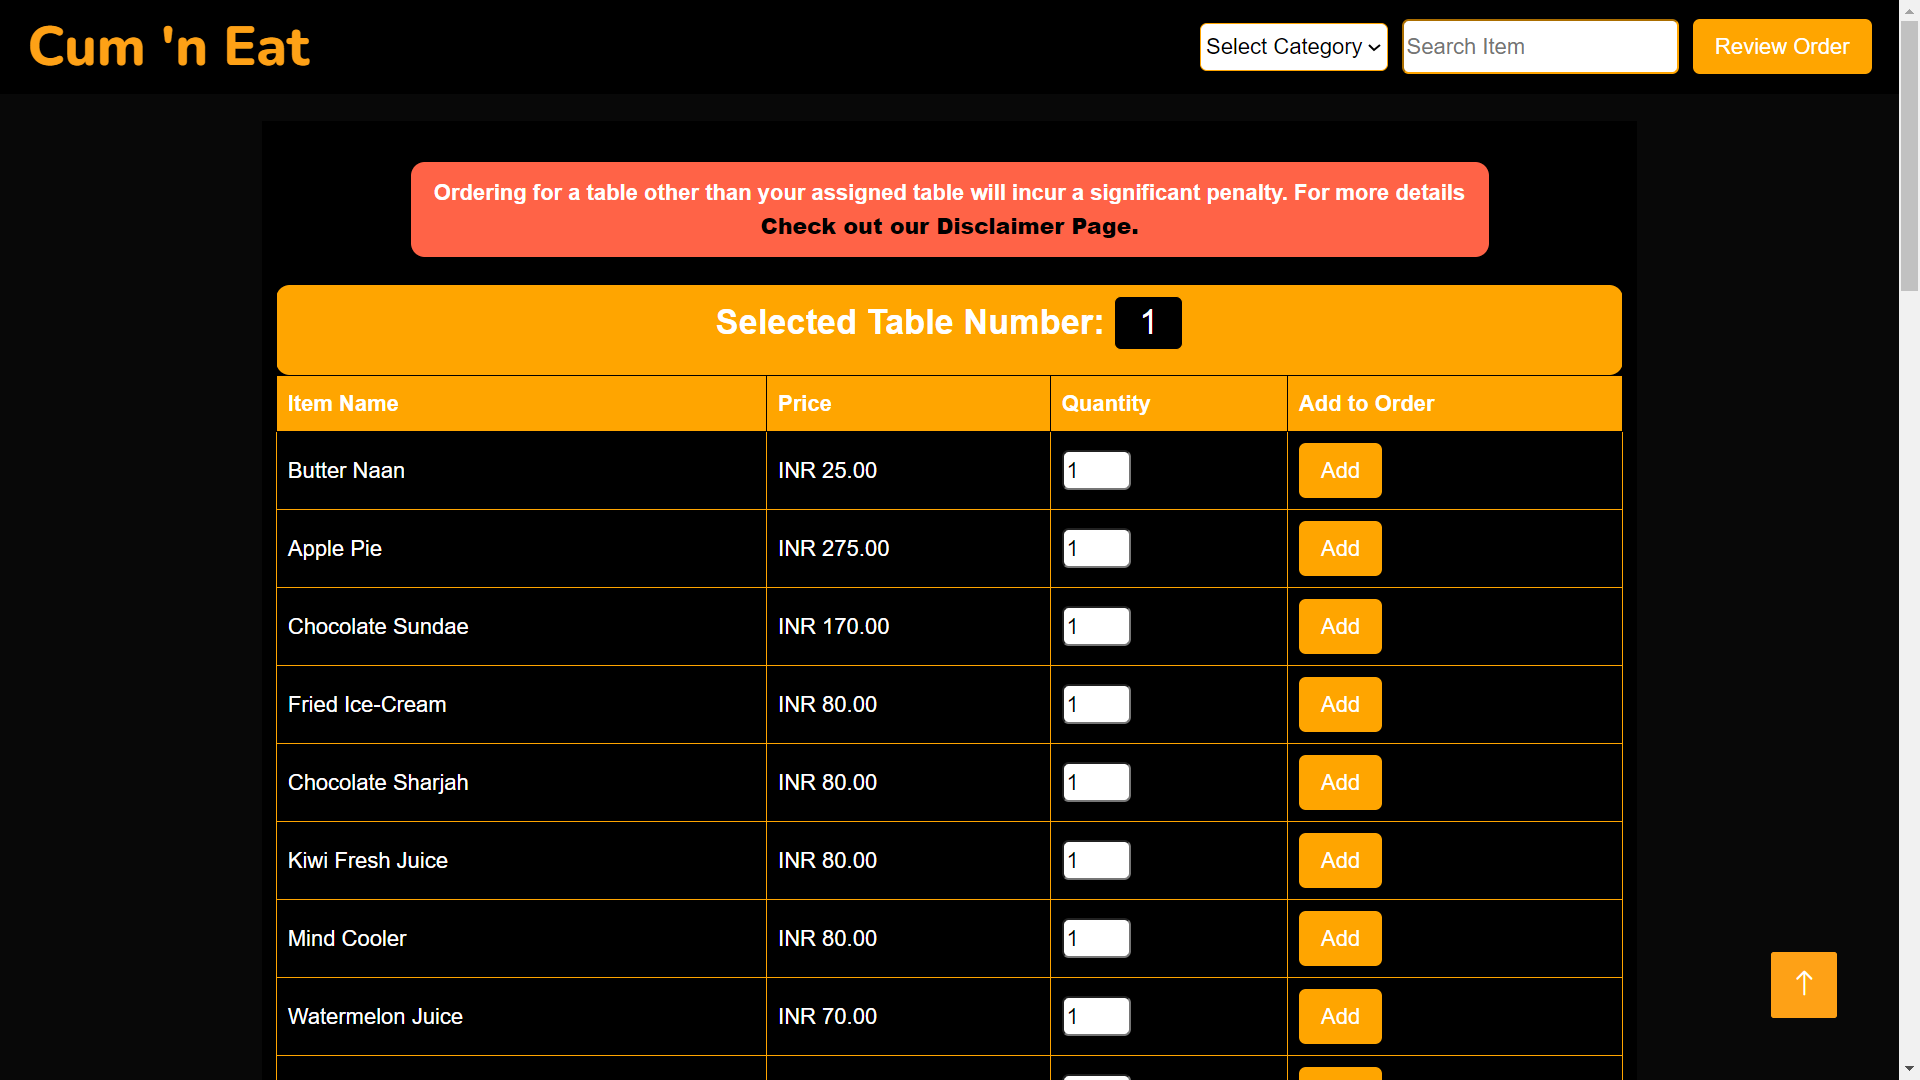 Cum 'n Eat
Select Category
Search Item
Review Order
Ordering for a table other than your assigned table will incur a significant penalty. For more details
Check out our Disclaimer Page.
Selected Table Number: 1
Item Name Price Quantity Add to Order
Butter Naan INR 25.00 1 Add
Apple Pie INR 275.00 1 Add
Chocolate Sundae INR 170.00 1 Add
Fried Ice-Cream INR 80.00 1 Add
Chocolate Sharjah INR 80.00 1 Add
Kiwi Fresh Juice INR 80.00 1 Add
Mind Cooler INR 80.00 1 Add
Watermelon Juice INR 70.00 1 Add